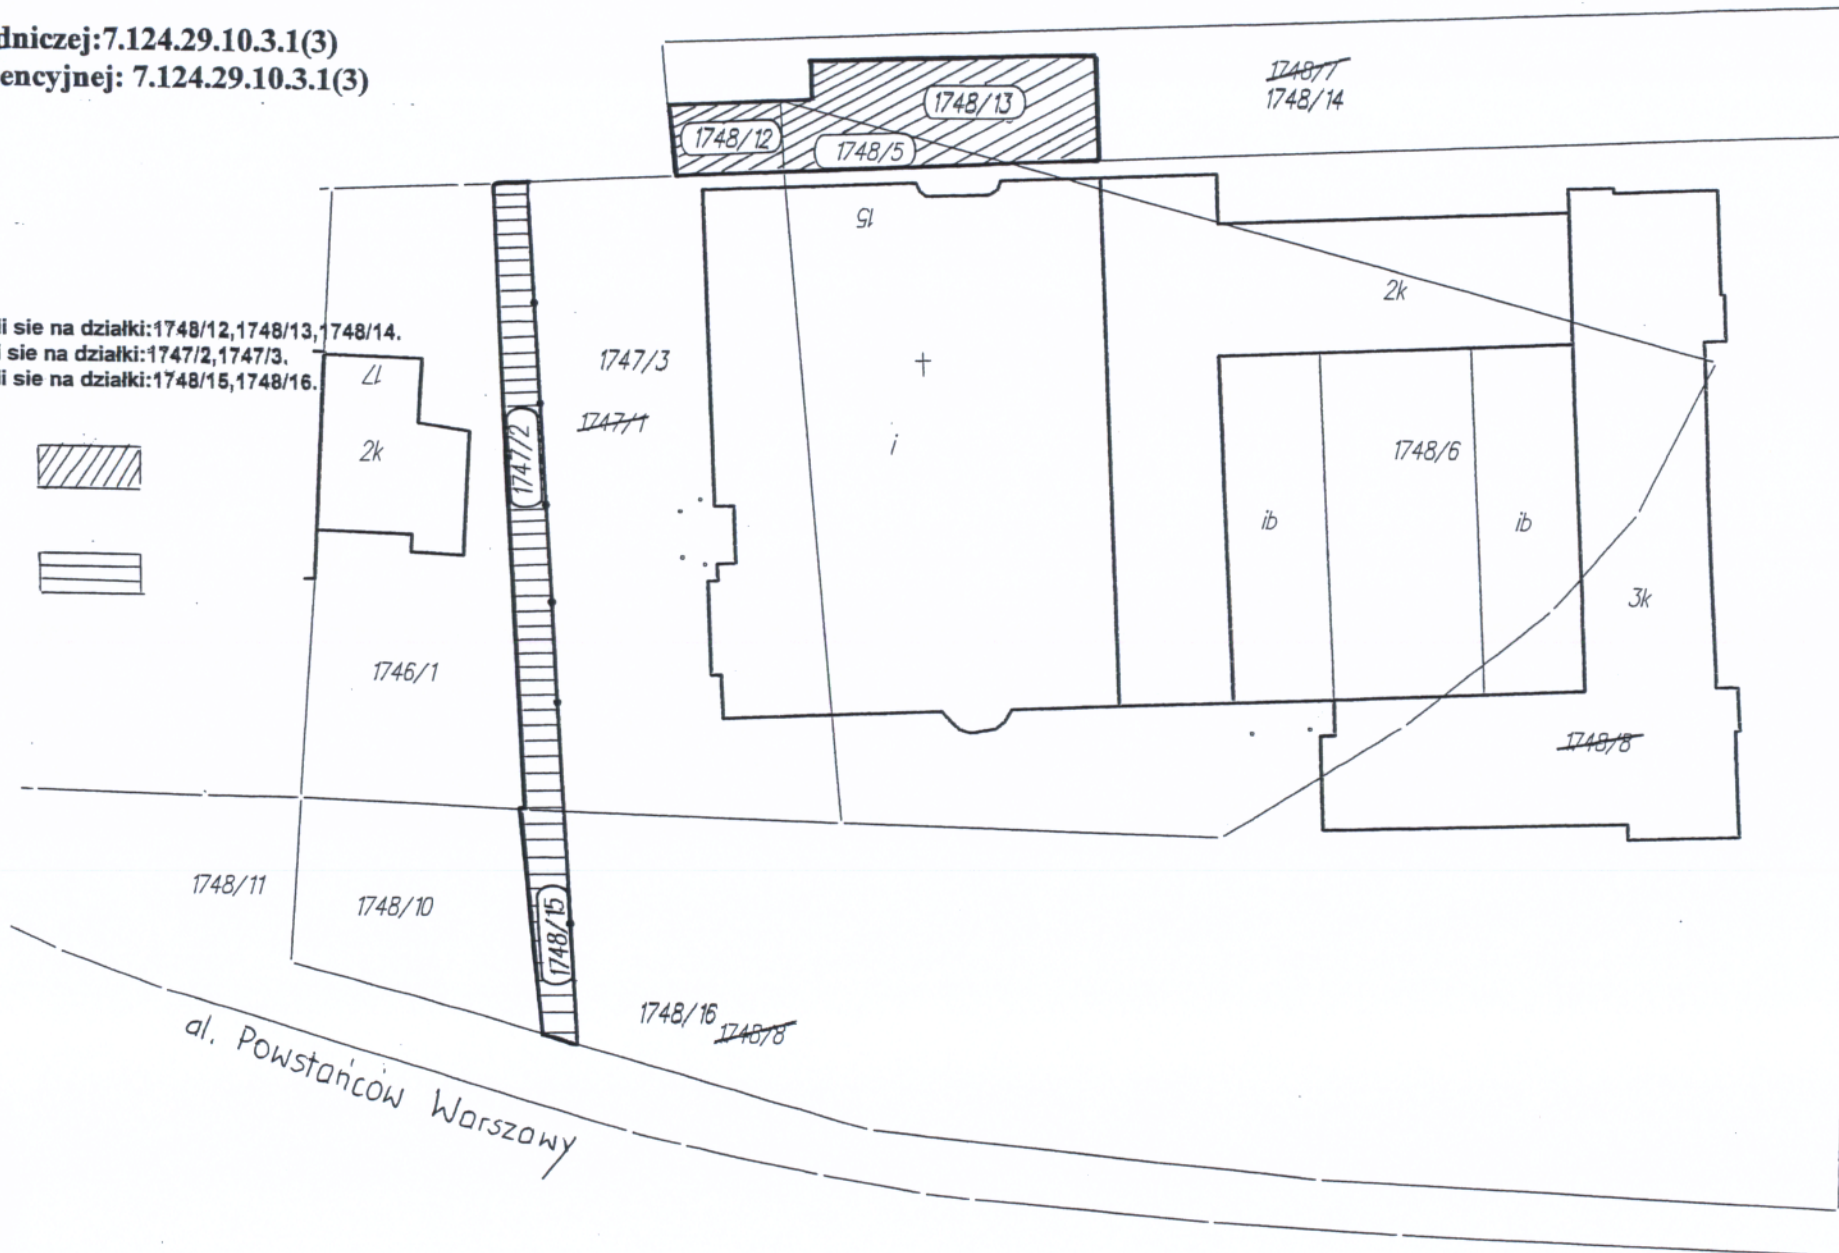 dniczej:7.124.29.10.3.1(3)
encyjnej: 7.124.29.10.3.1(3)
1748/7
1748/14
1748/13
1748/12
1748/5
15
2k
i sie na działki:1748/12,1748/13,1748/14.
i sie na działki:1747/2,1747/3.
i sie na działki:1748/15,1748/16.
17
2k
1747/2
1747/3
1747/1
i
1748/6
ib
ib
3k
1746/1
1748/8
1748/11
1748/10
1748/15
1748/16
1748/8
al. Powstańców Warszawy